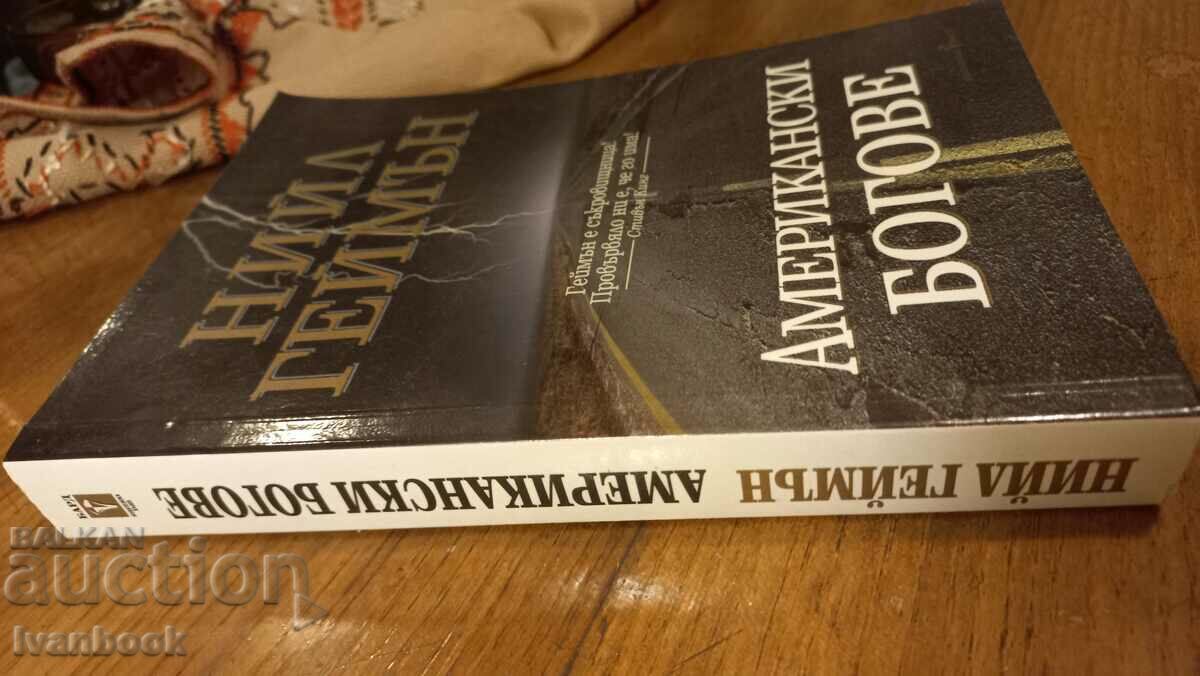 НИЙЛ
ГЕЙМЪН
Геймън е съкровищница!
Провървяло ни е, че го има!
Стивън Кинг
АМЕРИКАНСКИ
БОГОВЕ
НИЙЛ ГЕЙМЪН АМЕРИКАНСКИ БОГОВЕ
BALKAN
auction
Ivanbook